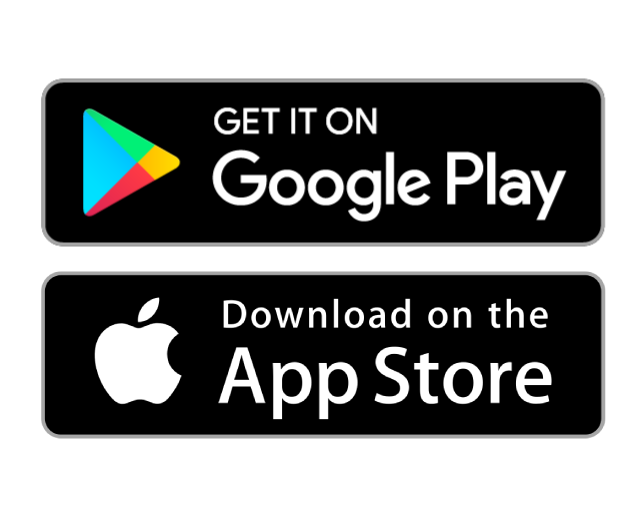 GET IT ON
Google Play
Download on the
App Store